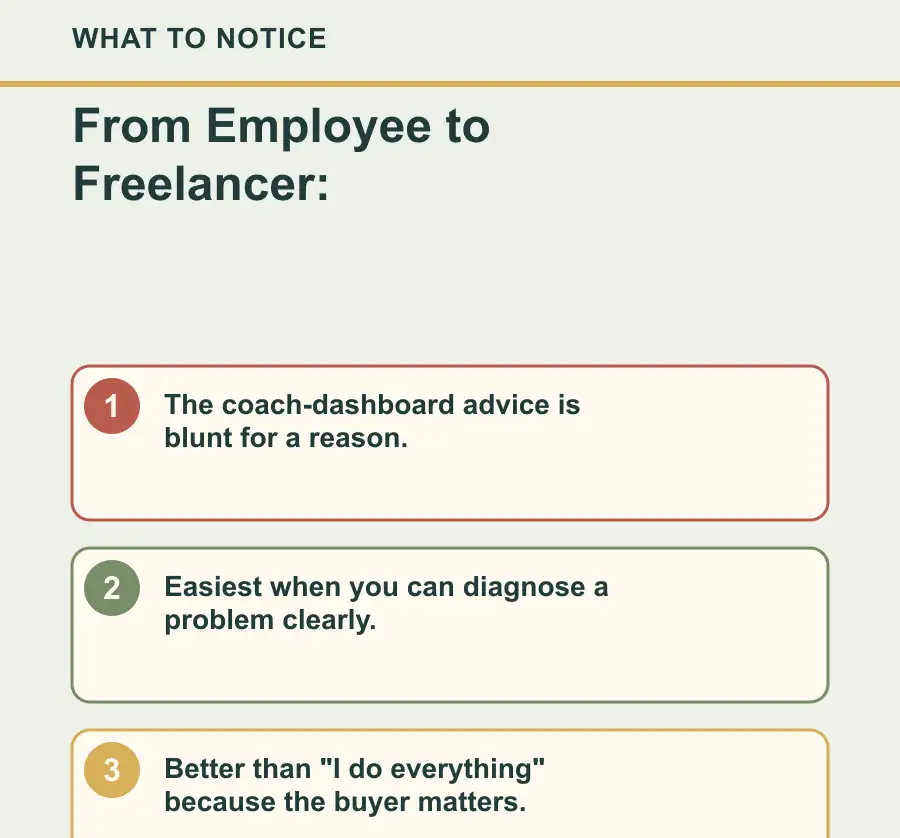 WHAT TO NOTICE
From Employee to
Freelancer:
1
The coach-dashboard advice is
blunt for a reason.
2
Easiest when you can diagnose a
problem clearly.
3
Better than "I do everything"
because the buyer matters.